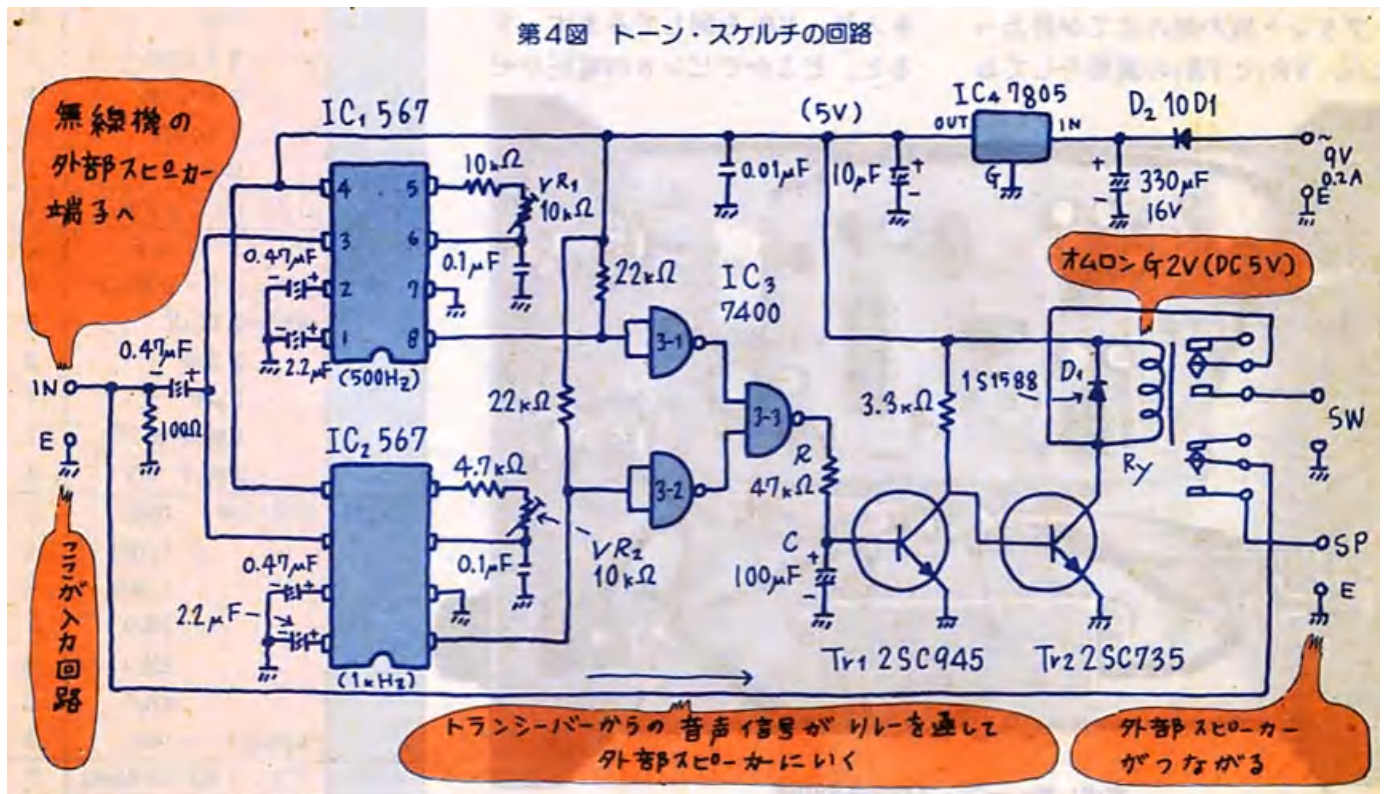 第4図 トーン・スケルチの回路
無線機の
外部スピーカー
端子へ
IC₁ 567
4
5
3
6
2
7
1
8
(500Hz)
10kΩ
VR₁
10kΩ
0.47μF
0.1μF
2.2μF
0.47μF
IN
E
100Ω
IC₂ 567
4.7kΩ
VR₂
10kΩ
0.47μF
0.1μF
2.2μF
(1kHz)
22kΩ
22kΩ
IC₃
7400
3-1
3-2
3-3
R
47kΩ
C
100μF
+
-
0.01μF
(5V)
10μF
+
-
IC₄ 7805
OUT
IN
G
D₂ 10D1
+
330μF
-
16V
~
9V
0.2A
E
オムロン G2V (DC 5V)
3.3kΩ
1S1588
D₁
Ry
SW
SP
E
Tr1 2SC945
Tr2 2SC735
ここが入力回路
トランシーバーからの音声信号がリレーを通して
外部スピーカーにいく
外部スピーカー
がつながる